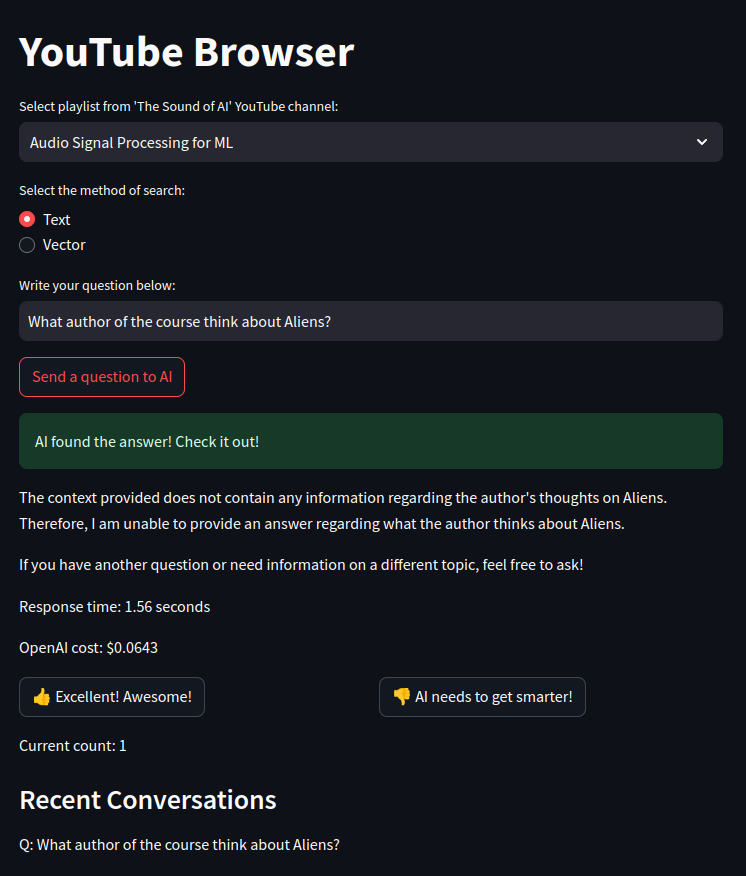 YouTube Browser
Select playlist from 'The Sound of AI' YouTube channel:
Audio Signal Processing for ML
Select the method of search:
Text
Vector
Write your question below:
What author of the course think about Aliens?
Send a question to AI
AI found the answer! Check it out!
The context provided does not contain any information regarding the author's thoughts on Aliens.
Therefore, I am unable to provide an answer regarding what the author thinks about Aliens.
If you have another question or need information on a different topic, feel free to ask!
Response time: 1.56 seconds
OpenAI cost: $0.0643
👍 Excellent! Awesome!
👎 AI needs to get smarter!
Current count: 1
Recent Conversations
Q: What author of the course think about Aliens?